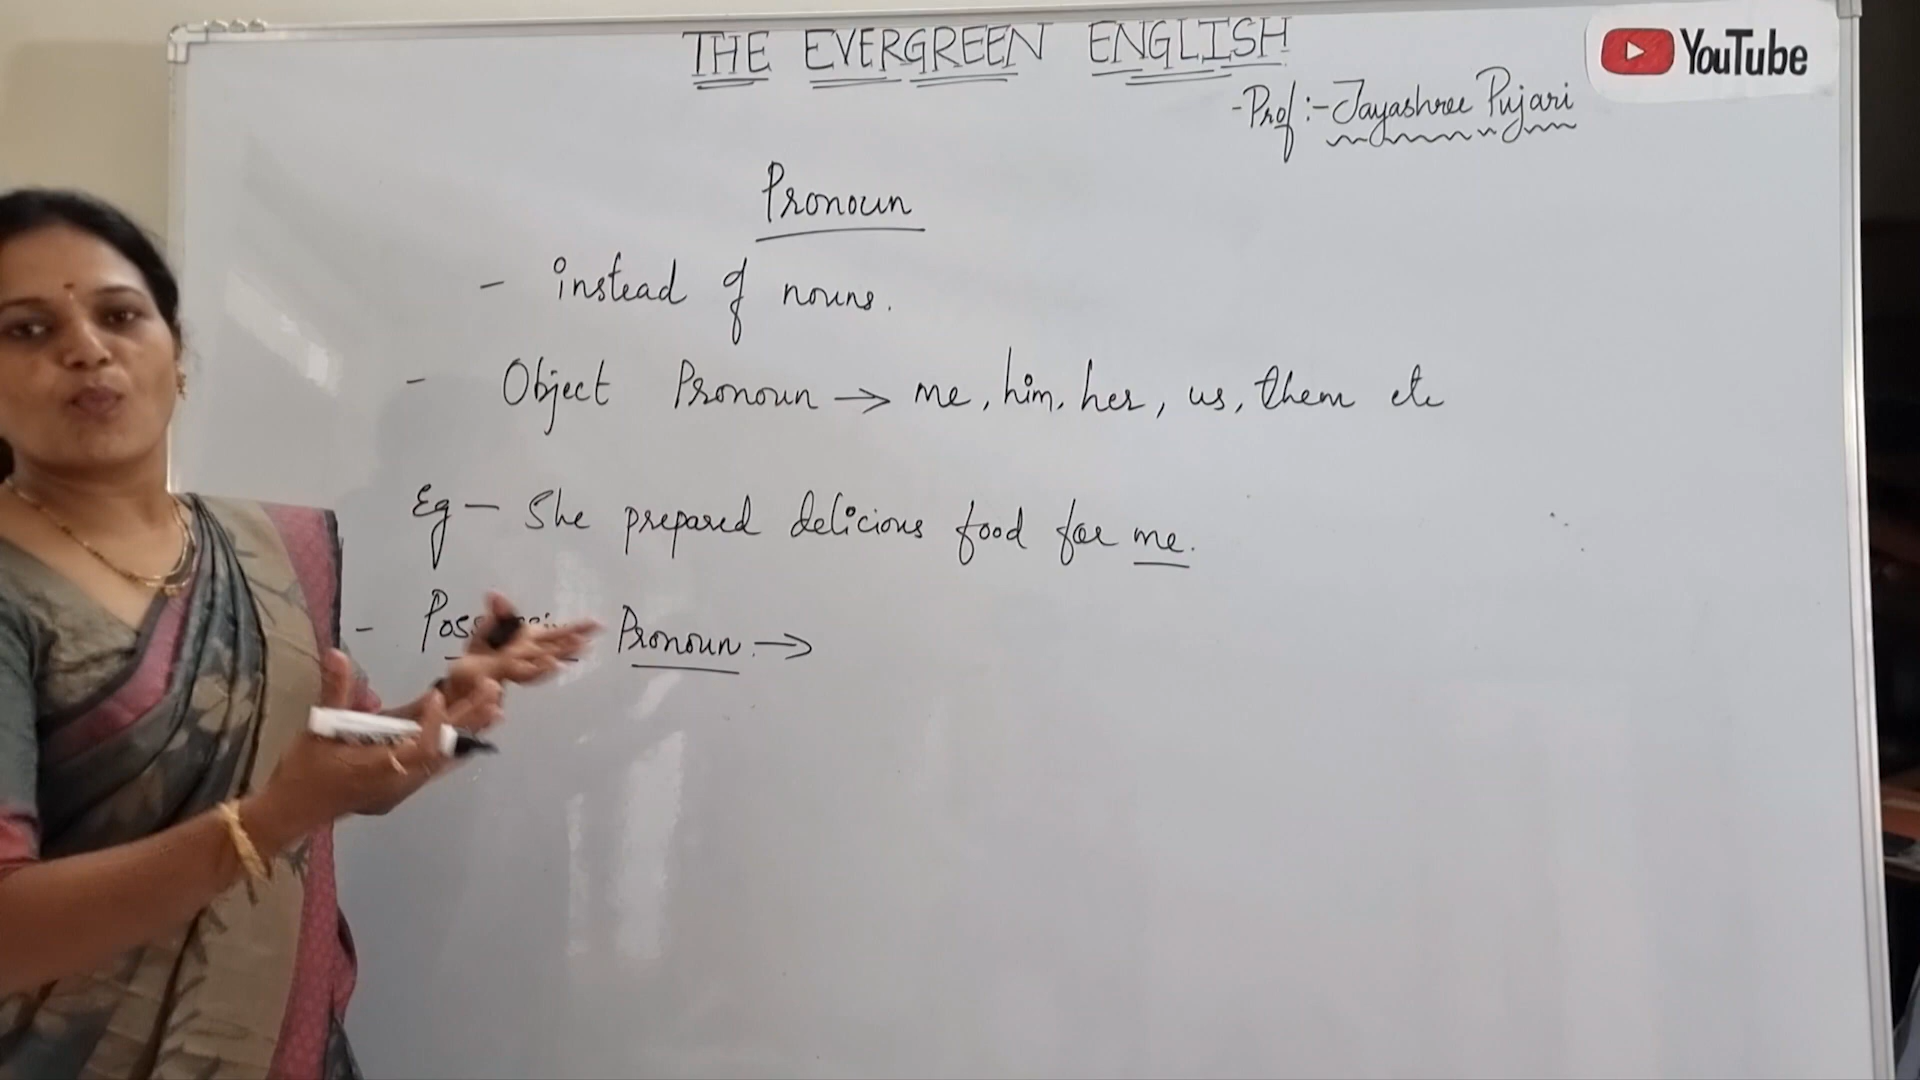 THE EVERGREEN ENGLISH
YouTube
-Prof :- Jayashree Pujari
Pronoun
- instead of nouns.
- Object Pronoun → me, him, her, us, them etc
Eg - She prepared delicious food for me.
- Pronoun →